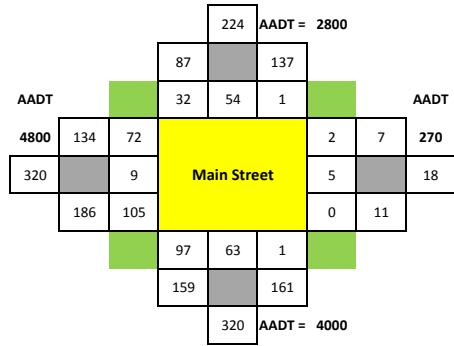 224 AADT = 2800
87 137
AADT 32 54 1 AADT
4800 134 72 2 7 270
320 9 Main Street 5 18
186 105 0 11
97 63 1
159 161
320 AADT = 4000